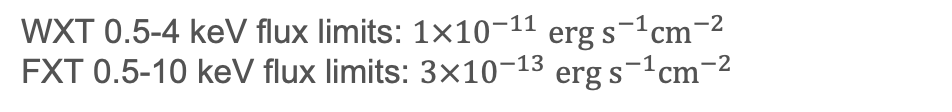 WXT 0.5-4 keV flux limits: 1×10⁻¹¹ erg s⁻¹cm⁻²
FXT 0.5-10 keV flux limits: 3×10⁻¹³ erg s⁻¹cm⁻²